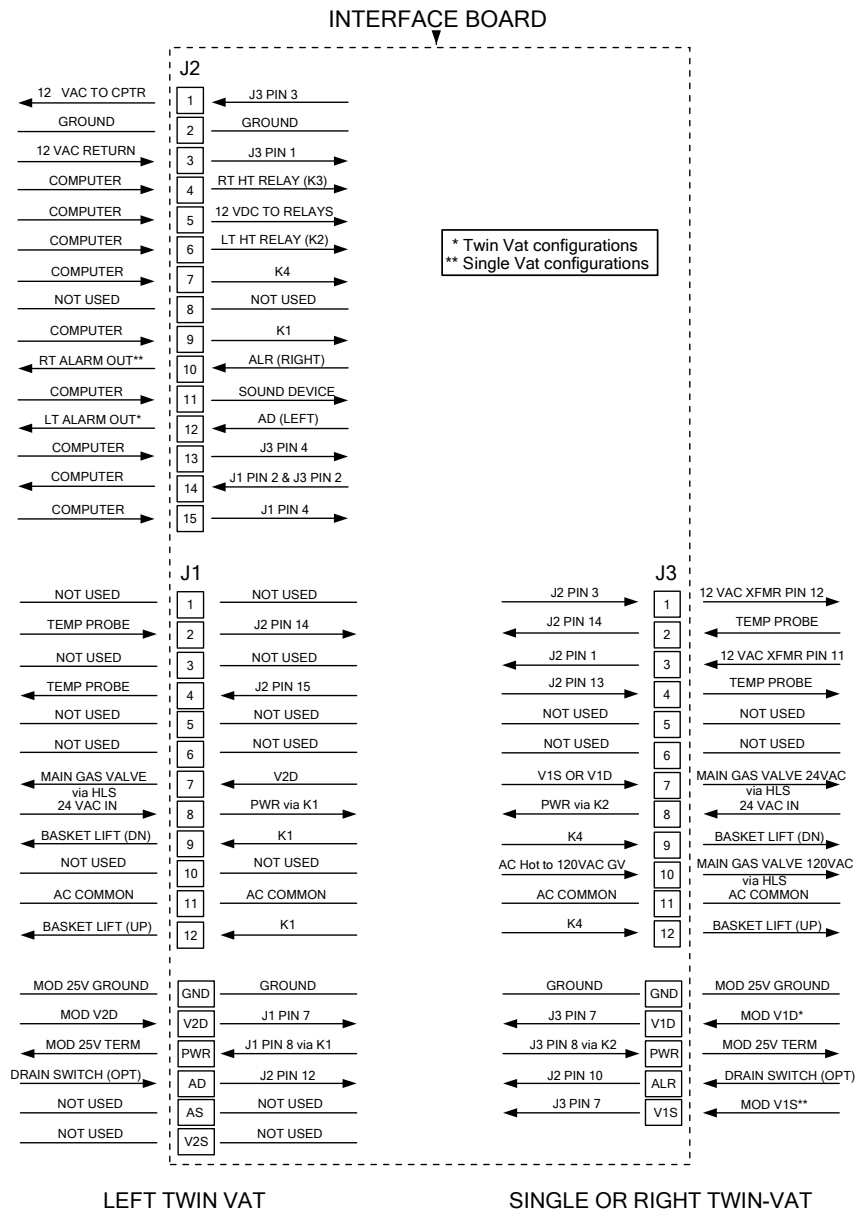 INTERFACE BOARD
J2
12 VAC TO CPTR 1 J3 PIN 3
GROUND 2 GROUND
12 VAC RETURN 3 J3 PIN 1
COMPUTER 4 RT HT RELAY (K3)
COMPUTER 5 12 VDC TO RELAYS
COMPUTER 6 LT HT RELAY (K2)
COMPUTER 7 K4
NOT USED 8 NOT USED
COMPUTER 9 K1
RT ALARM OUT** 10 ALR (RIGHT)
COMPUTER 11 SOUND DEVICE
LT ALARM OUT* 12 AD (LEFT)
COMPUTER 13 J3 PIN 4
COMPUTER 14 J1 PIN 2 & J3 PIN 2
COMPUTER 15 J1 PIN 4
* Twin Vat configurations
** Single Vat configurations
J1
NOT USED 1 NOT USED
TEMP PROBE 2 J2 PIN 14
NOT USED 3 NOT USED
TEMP PROBE 4 J2 PIN 15
NOT USED 5 NOT USED
NOT USED 6 NOT USED
MAIN GAS VALVE 7 V2D
via HLS
24 VAC IN 8 PWR via K1
BASKET LIFT (DN) 9 K1
NOT USED 10 NOT USED
AC COMMON 11 AC COMMON
BASKET LIFT (UP) 12 K1
MOD 25V GROUND GND GROUND
MOD V2D V2D J1 PIN 7
MOD 25V TERM PWR J1 PIN 8 via K1
DRAIN SWITCH (OPT) AD J2 PIN 12
NOT USED AS NOT USED
NOT USED V2S NOT USED
LEFT TWIN VAT
J3
J2 PIN 3 1 12 VAC XFMR PIN 12
J2 PIN 14 2 TEMP PROBE
J2 PIN 1 3 12 VAC XFMR PIN 11
J2 PIN 13 4 TEMP PROBE
NOT USED 5 NOT USED
NOT USED 6 NOT USED
V1S OR V1D 7 MAIN GAS VALVE 24VAC
via HLS
PWR via K2 8 24 VAC IN
K4 9 BASKET LIFT (DN)
AC Hot to 120VAC GV 10 MAIN GAS VALVE 120VAC
via HLS
AC COMMON 11 AC COMMON
K4 12 BASKET LIFT (UP)
GROUND GND MOD 25V GROUND
J3 PIN 7 V1D MOD V1D*
J3 PIN 8 via K2 PWR MOD 25V TERM
J2 PIN 10 ALR DRAIN SWITCH (OPT)
J3 PIN 7 V1S MOD V1S**
SINGLE OR RIGHT TWIN-VAT